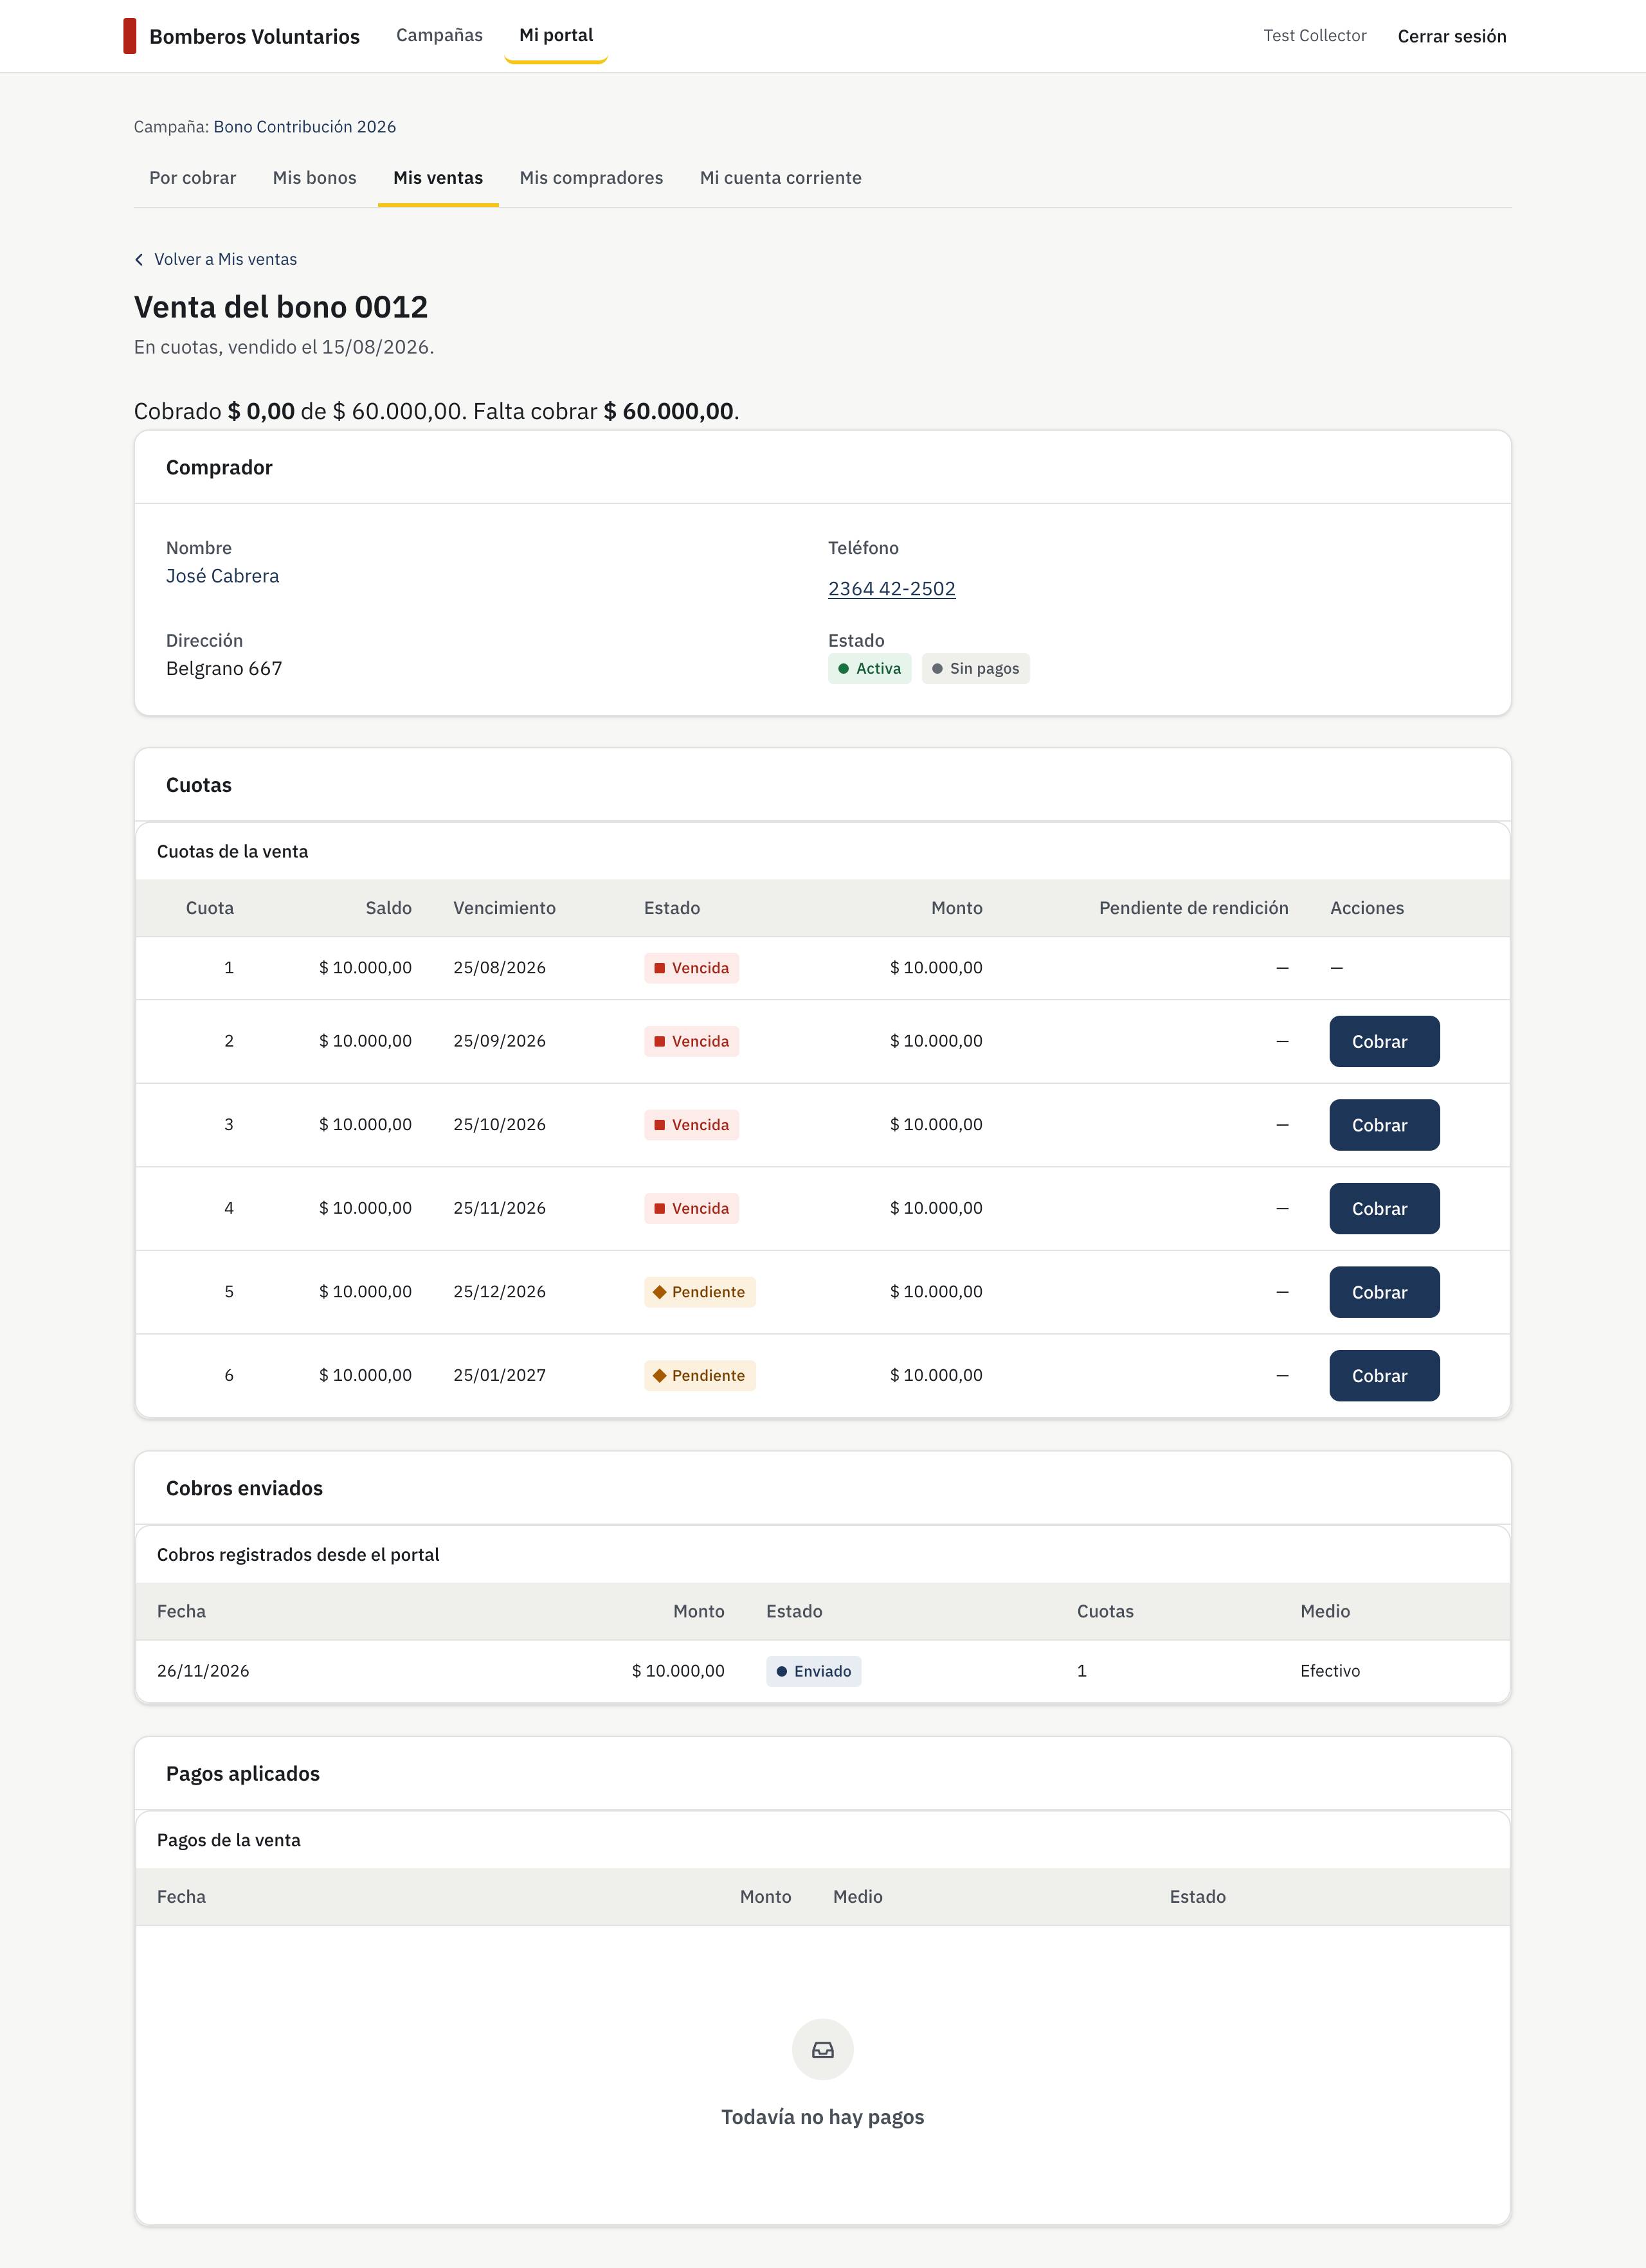 Bomberos Voluntarios Campañas Mi portal Test Collector Cerrar sesión
Campaña: Bono Contribución 2026
Por cobrar Mis bonos Mis ventas Mis compradores Mi cuenta corriente
Volver a Mis ventas
Venta del bono 0012
En cuotas, vendido el 15/08/2026.
Cobrado $ 0,00 de $ 60.000,00. Falta cobrar $ 60.000,00.
Comprador
Nombre Teléfono
José Cabrera 2364 42-2502
Dirección Estado
Belgrano 667 Activa Sin pagos
Cuotas
Cuotas de la venta
Cuota Saldo Vencimiento Estado Monto Pendiente de rendición Acciones
1 $ 10.000,00 25/08/2026 Vencida $ 10.000,00 — —
2 $ 10.000,00 25/09/2026 Vencida $ 10.000,00 — Cobrar
3 $ 10.000,00 25/10/2026 Vencida $ 10.000,00 — Cobrar
4 $ 10.000,00 25/11/2026 Vencida $ 10.000,00 — Cobrar
5 $ 10.000,00 25/12/2026 Pendiente $ 10.000,00 — Cobrar
6 $ 10.000,00 25/01/2027 Pendiente $ 10.000,00 — Cobrar
Cobros enviados
Cobros registrados desde el portal
Fecha Monto Estado Cuotas Medio
26/11/2026 $ 10.000,00 Enviado 1 Efectivo
Pagos aplicados
Pagos de la venta
Fecha Monto Medio Estado
Todavía no hay pagos